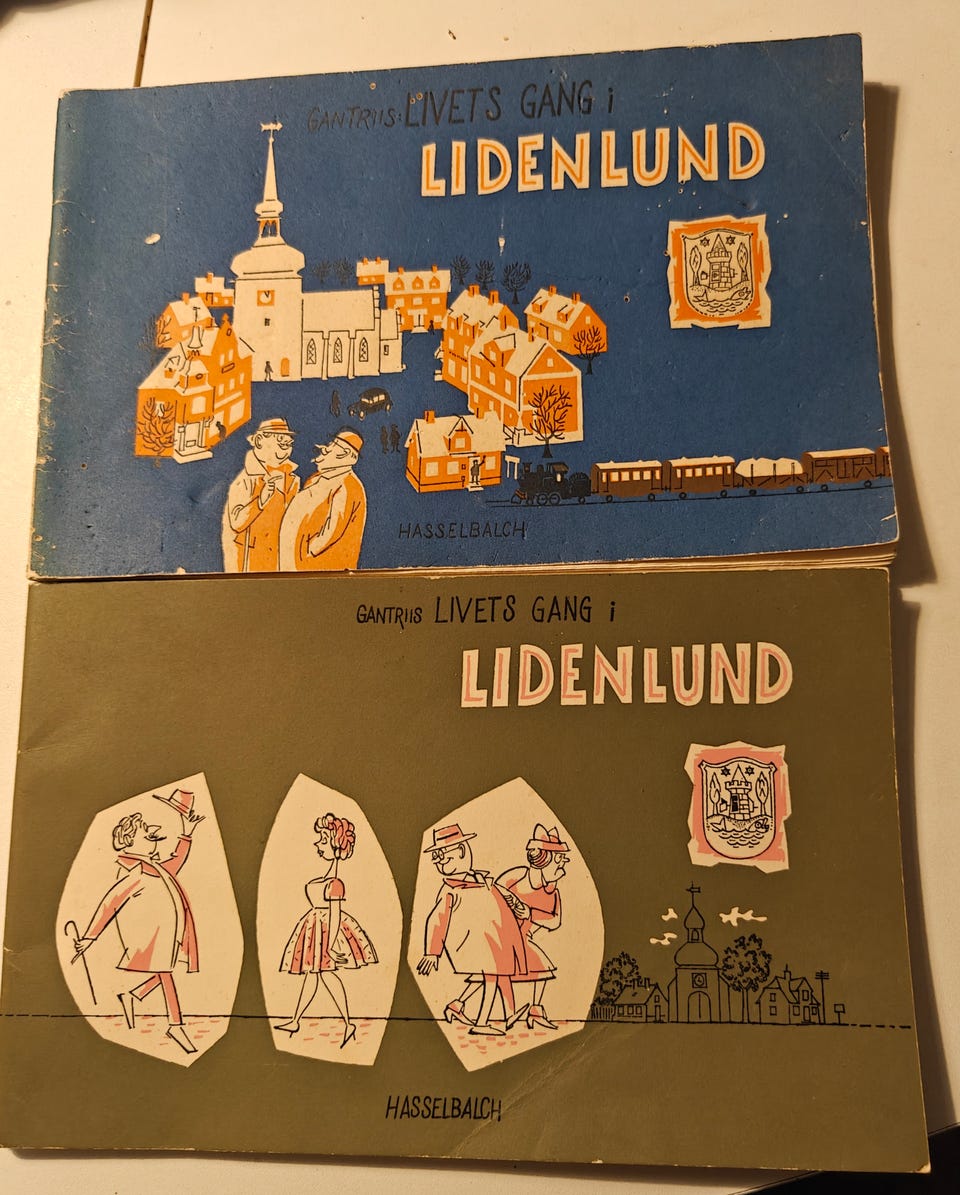 GANTRIIS: LIVETS GANG i
LIDENLUND
HASSELBALCH
GANTRIIS LIVETS GANG i
LIDENLUND
HASSELBALCH